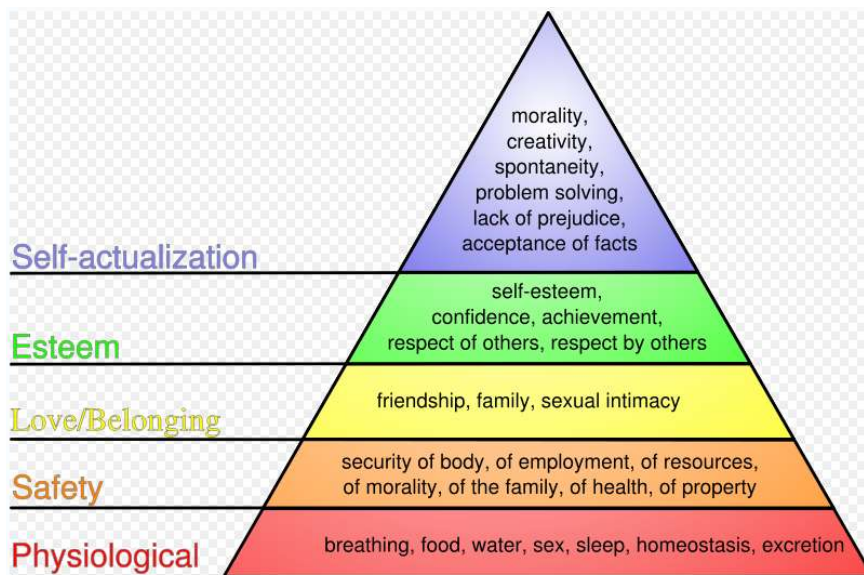 morality,
creativity,
spontaneity,
problem solving,
lack of prejudice,
acceptance of facts
Self-actualization
self-esteem,
confidence, achievement,
respect of others, respect by others
Esteem
friendship, family, sexual intimacy
Love/Belonging
security of body, of employment, of resources,
of morality, of the family, of health, of property
Safety
breathing, food, water, sex, sleep, homeostasis, excretion
Physiological